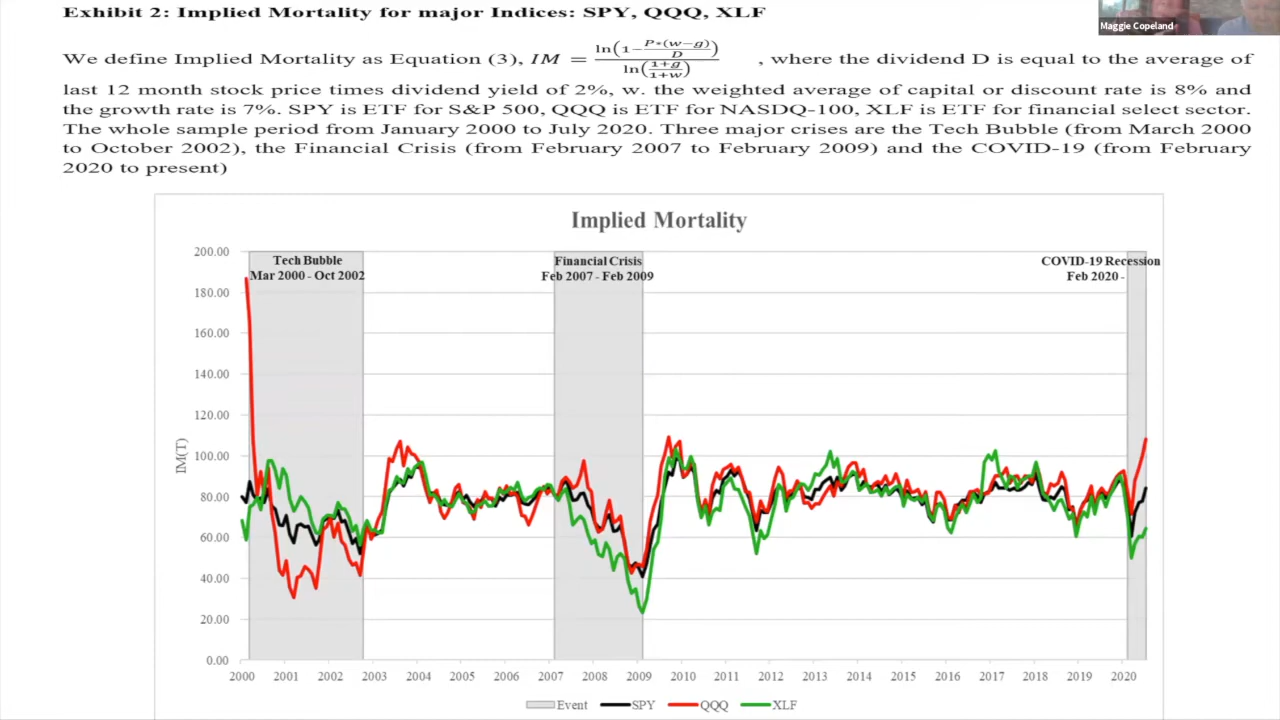 Exhibit 2: Implied Mortality for major Indices: SPY, QQQ, XLF
Maggie Copeland
We define Implied Mortality as Equation (3), IM = ln(1−P*(w−g)/D)/ln(1+g/1+w) , where the dividend D is equal to the average of
last 12 month stock price times dividend yield of 2%, w. the weighted average of capital or discount rate is 8% and
the growth rate is 7%. SPY is ETF for S&P 500, QQQ is ETF for NASDQ-100, XLF is ETF for financial select sector.
The whole sample period from January 2000 to July 2020. Three major crises are the Tech Bubble (from March 2000
to October 2002), the Financial Crisis (from February 2007 to February 2009) and the COVID-19 (from February
2020 to present)
Implied Mortality
200.00
180.00
160.00
140.00
120.00
100.00
80.00
60.00
40.00
20.00
0.00
IM(T)
Tech Bubble
Mar 2000 - Oct 2002
Financial Crisis
Feb 2007 - Feb 2009
COVID-19 Recession
Feb 2020 -
2000 2001 2002 2003 2004 2005 2006 2007 2008 2009 2010 2011 2012 2013 2014 2015 2016 2017 2018 2019 2020
Event SPY QQQ XLF